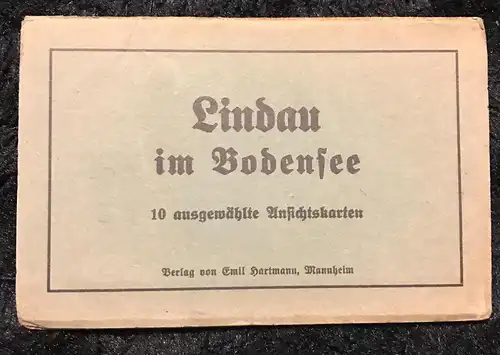 Lindau
im Bodensee
10 ausgewählte Ansichtskarten
Verlag von Emil Hartmann, Mannheim